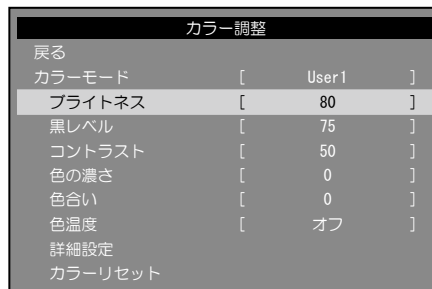 カラー調整
戻る
カラーモード [ User1 ]
ブライトネス [ 80 ]
黒レベル [ 75 ]
コントラスト [ 50 ]
色の濃さ [ 0 ]
色合い [ 0 ]
色温度 [ オフ ]
詳細設定
カラーリセット